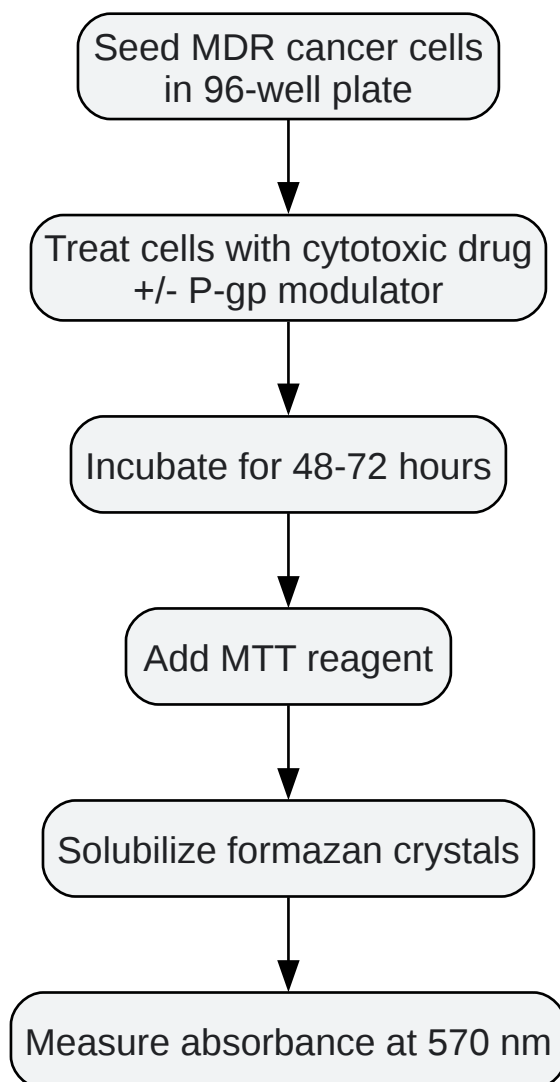 Seed MDR cancer cells
in 96-well plate
Treat cells with cytotoxic drug
+/- P-gp modulator
Incubate for 48-72 hours
Add MTT reagent
Solubilize formazan crystals
Measure absorbance at 570 nm